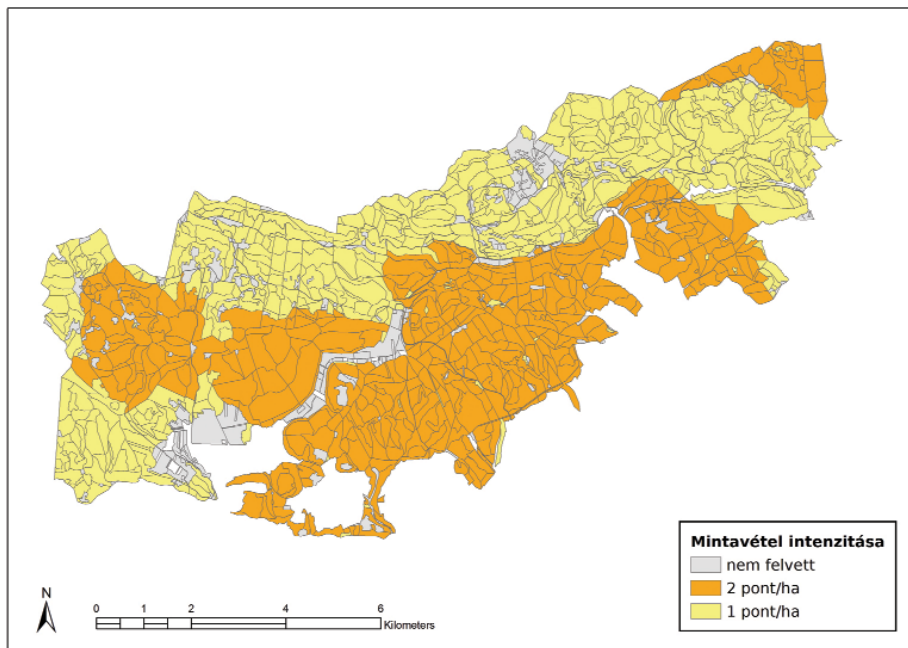 Mintavétel intenzitása
nem felvett
2 pont/ha
1 pont/ha
N
0 1 2 4 6
Kilometers